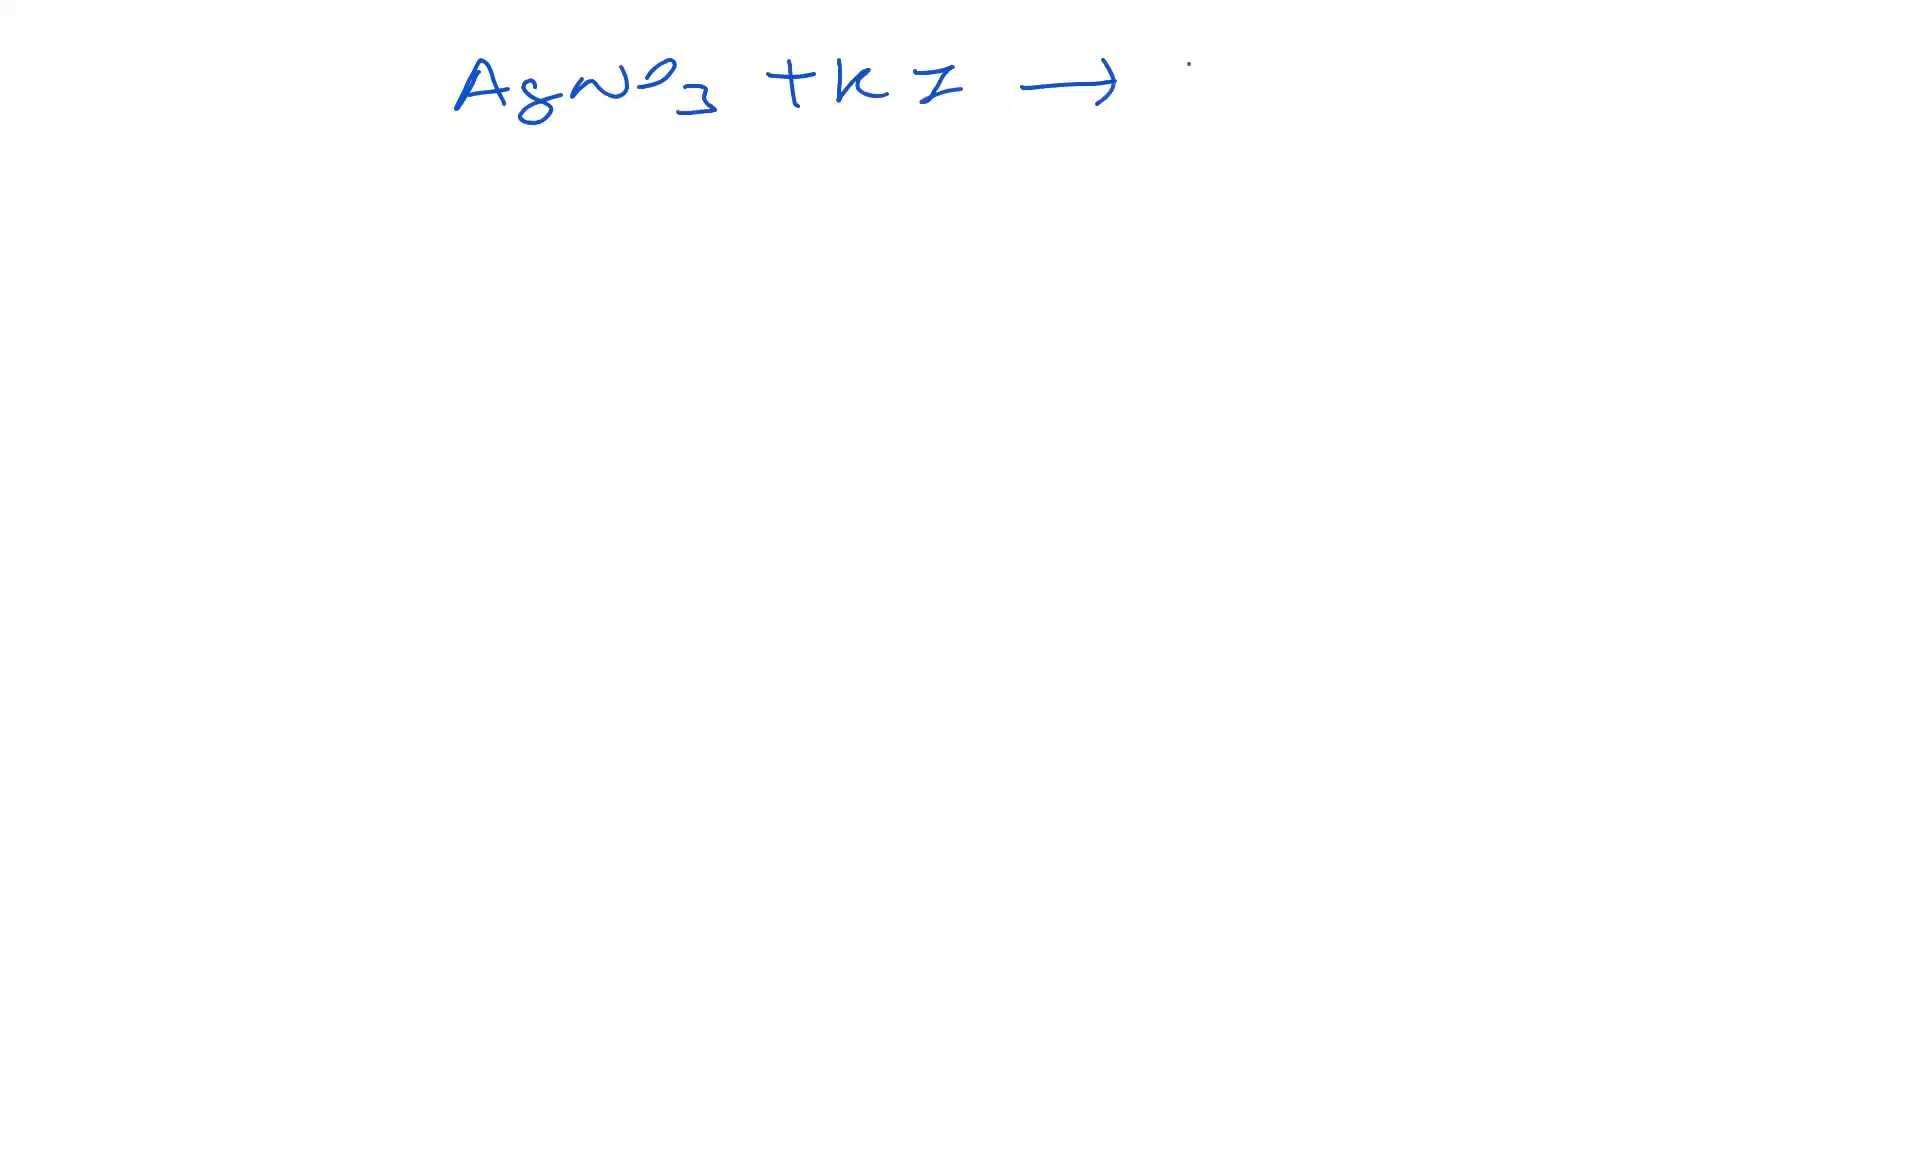 AgNO₃ + KI →